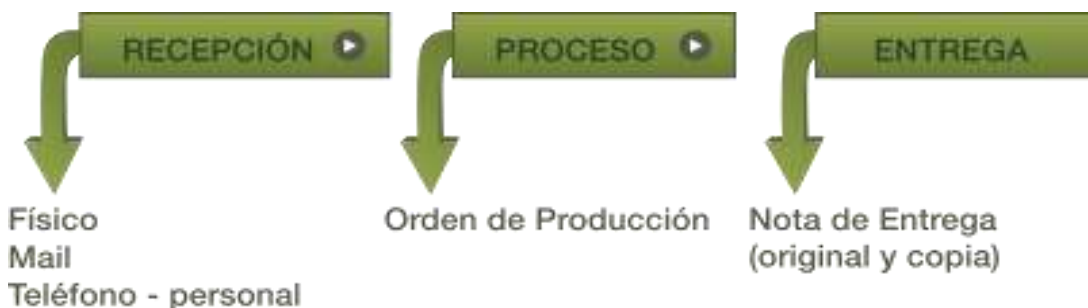 RECEPCIÓN
Físico
Mail
Teléfono - personal
PROCESO
Orden de Producción
ENTREGA
Nota de Entrega
(original y copia)